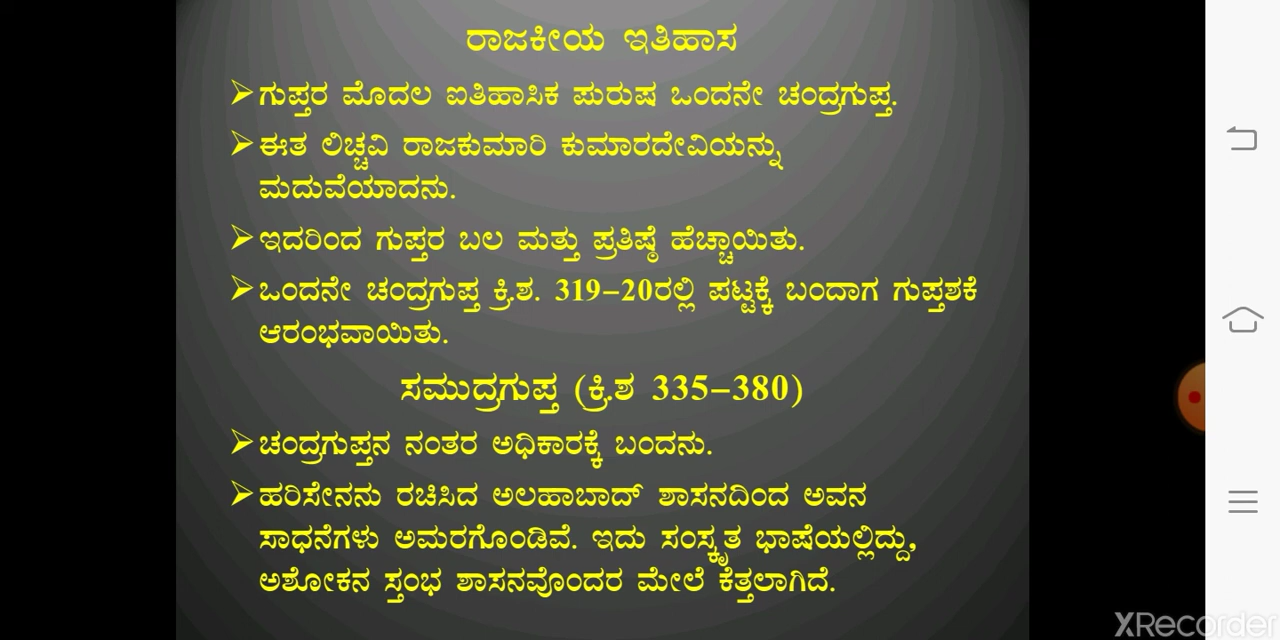 ರಾಜಕೀಯ ಇತಿಹಾಸ
➢ಗುಪ್ತರ ಮೊದಲ ಐತಿಹಾಸಿಕ ಪುರುಷ ಒಂದನೇ ಚಂದ್ರಗುಪ್ತ.
➢ಈತ ಲಿಚ್ಚವಿ ರಾಜಕುಮಾರಿ ಕುಮಾರದೇವಿಯನ್ನು
ಮದುವೆಯಾದನು.
➢ಇದರಿಂದ ಗುಪ್ತರ ಬಲ ಮತ್ತು ಪ್ರತಿಷ್ಠೆ ಹೆಚ್ಚಾಯಿತು.
➢ಒಂದನೇ ಚಂದ್ರಗುಪ್ತ ಕ್ರಿ.ಶ. 319–20ರಲ್ಲಿ ಪಟ್ಟಕ್ಕೆ ಬಂದಾಗ ಗುಪ್ತಶಕೆ
ಆರಂಭವಾಯಿತು.
ಸಮುದ್ರಗುಪ್ತ (ಕ್ರಿ.ಶ 335–380)
➢ಚಂದ್ರಗುಪ್ತನ ನಂತರ ಅಧಿಕಾರಕ್ಕೆ ಬಂದನು.
➢ಹರಿಸೇನನು ರಚಿಸಿದ ಅಲಹಾಬಾದ್ ಶಾಸನದಿಂದ ಅವನ
ಸಾಧನೆಗಳು ಅಮರಗೊಂಡಿವೆ. ಇದು ಸಂಸ್ಕೃತ ಭಾಷೆಯಲ್ಲಿದ್ದು,
ಅಶೋಕನ ಸ್ತಂಭ ಶಾಸನವೊಂದರ ಮೇಲೆ ಕೆತ್ತಲಾಗಿದೆ.
XRecorder